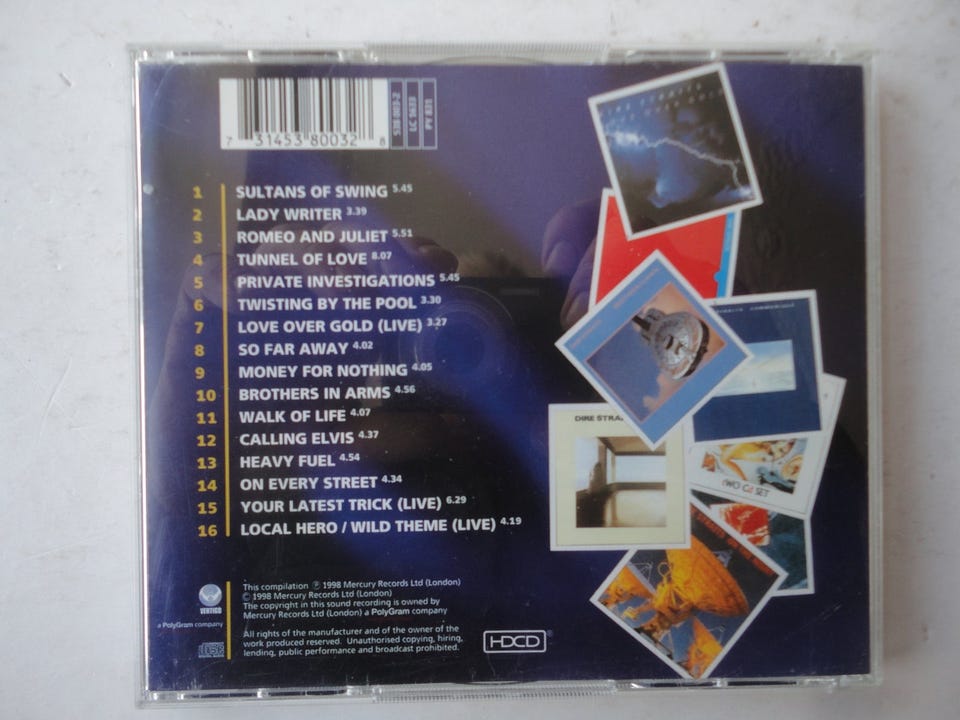 7 31453 80032 8
538 003-2
LC 5633
PY 831
1 SULTANS OF SWING 5.45
2 LADY WRITER 3.39
3 ROMEO AND JULIET 5.51
4 TUNNEL OF LOVE 8.07
5 PRIVATE INVESTIGATIONS 5.45
6 TWISTING BY THE POOL 3.30
7 LOVE OVER GOLD (LIVE) 3.27
8 SO FAR AWAY 4.02
9 MONEY FOR NOTHING 4.05
10 BROTHERS IN ARMS 4.56
11 WALK OF LIFE 4.07
12 CALLING ELVIS 4.37
13 HEAVY FUEL 4.54
14 ON EVERY STREET 4.34
15 YOUR LATEST TRICK (LIVE) 6.29
16 LOCAL HERO / WILD THEME (LIVE) 4.19
DIRE STRA
TWO Cd SET
VERTIGO
a PolyGram company
This compilation ℗ 1998 Mercury Records Ltd (London)
© 1998 Mercury Records Ltd (London)
The copyright in this sound recording is owned by
Mercury Records Ltd (London) a PolyGram company
All rights of the manufacturer and of the owner of the
work produced reserved. Unauthorised copying, hiring,
lending, public performance and broadcast prohibited.
HDCD®